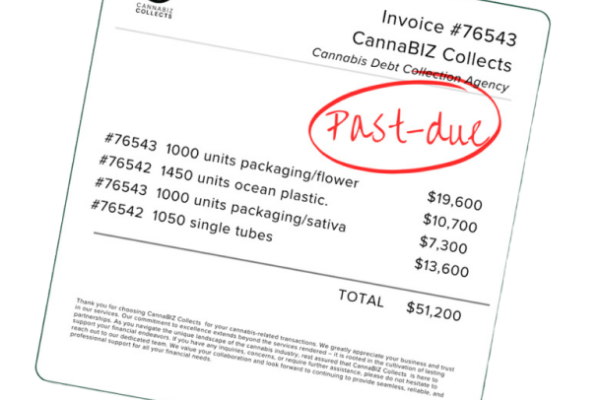 CANNABIZ
COLLECTS
Invoice #76543
CannaBIZ Collects
Cannabis Debt Collection Agency
Past-due
#76543 1000 units packaging/flower $19,600
#76542 1450 units ocean plastic. $10,700
#76543 1000 units packaging/sativa $7,300
#76542 1050 single tubes $13,600
TOTAL $51,200
Thank you for choosing CannaBIZ Collects for your cannabis-related transactions. We greatly appreciate your business and trust
in our services. Our commitment to excellence extends beyond the services rendered – it is rooted in the cultivation of lasting
partnerships. As you navigate the unique landscape of the cannabis industry, rest assured that CannaBIZ Collects is here to
support your financial endeavors. If you have any inquiries, concerns, or require further assistance, please do not hesitate to
reach out to our dedicated team. We value your collaboration and look forward to continuing to provide seamless, reliable, and
professional support for all your financial needs.